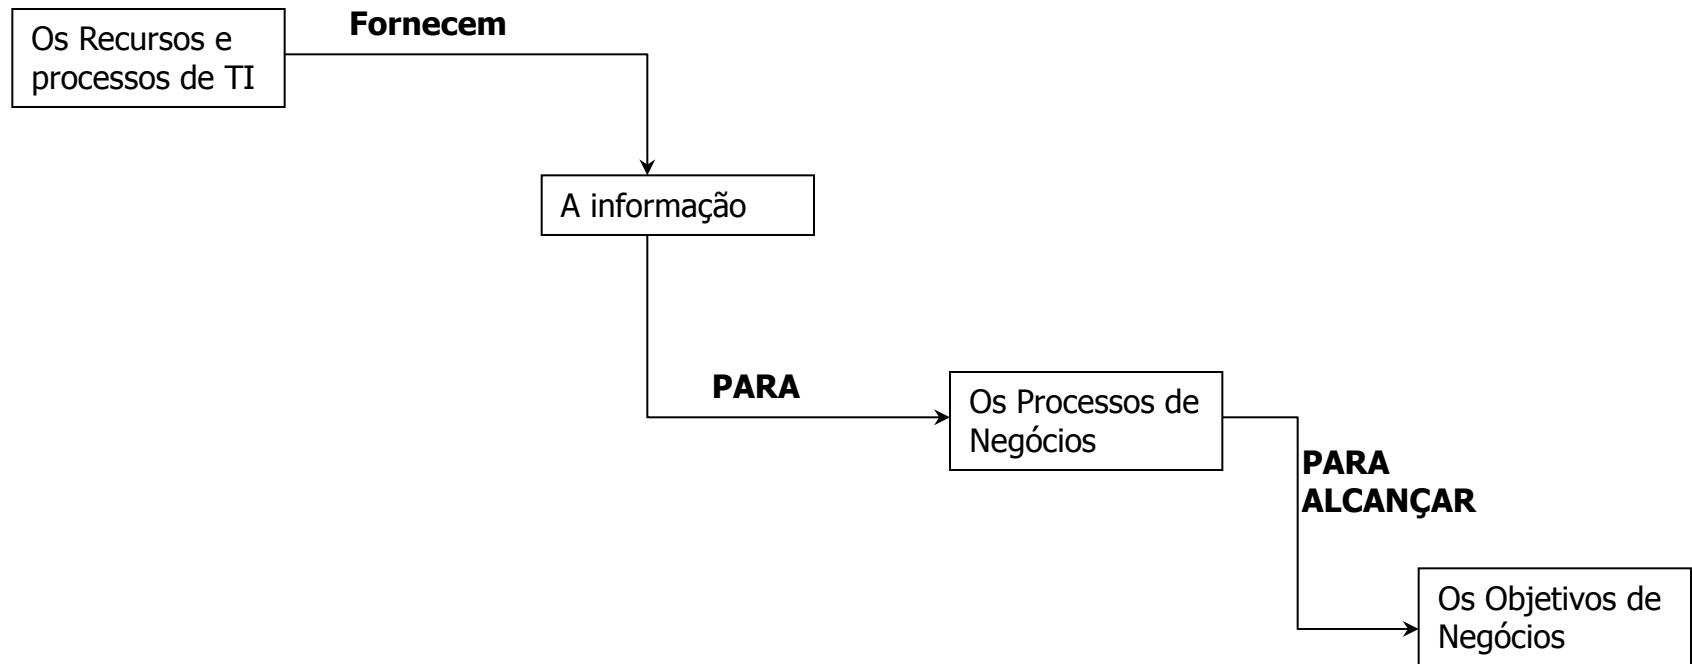 Os Recursos e
processos de TI
Fornecem
A informação
PARA
Os Processos de
Negócios
PARA
ALCANÇAR
Os Objetivos de
Negócios